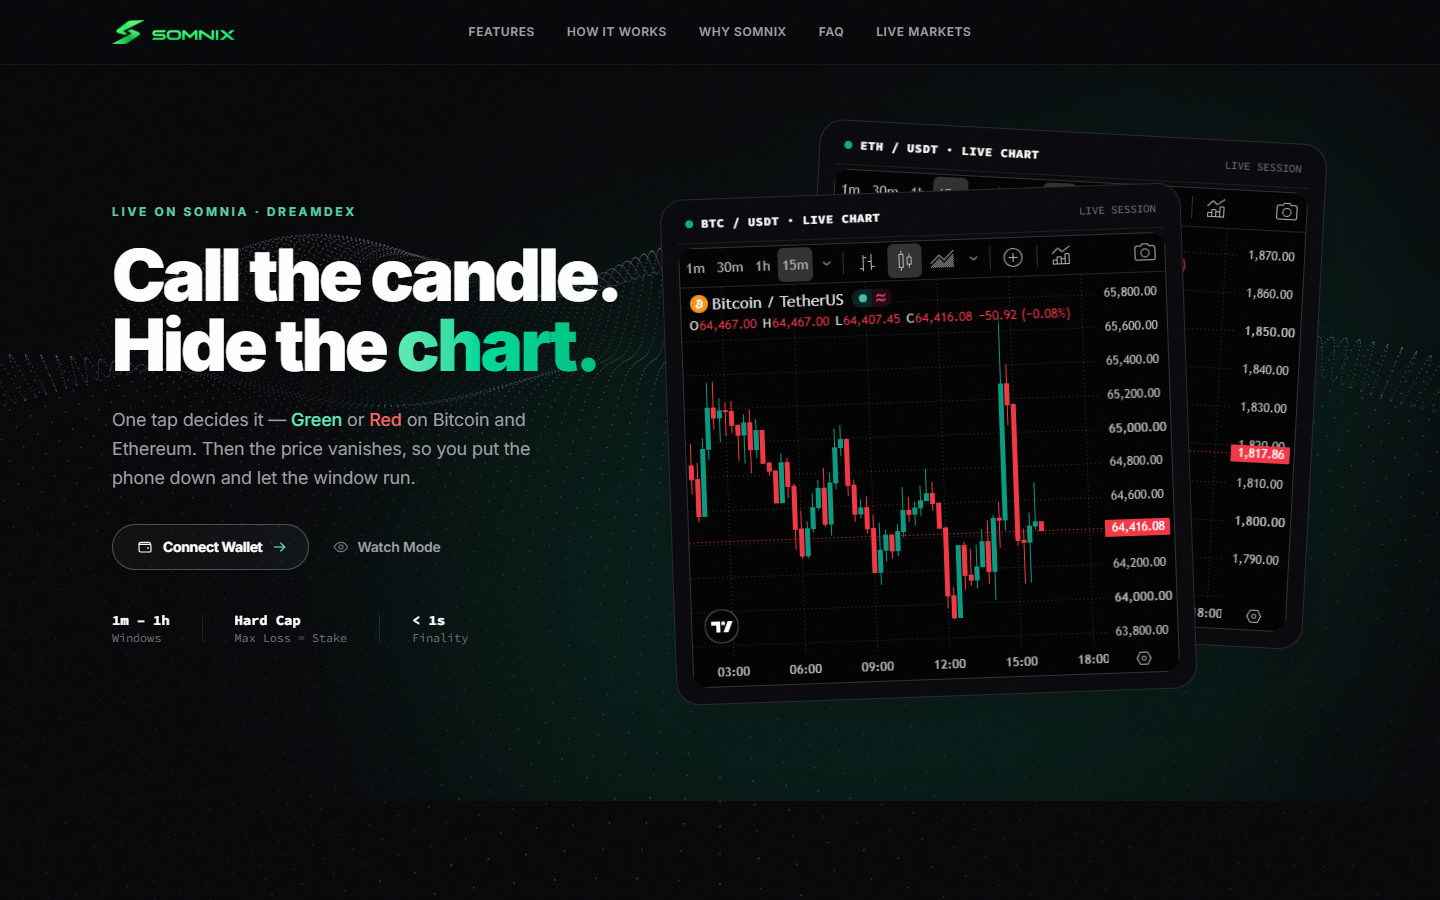 SOMNIX
FEATURES
HOW IT WORKS
WHY SOMNIX
FAQ
LIVE MARKETS
LIVE ON SOMNIA · DREAMDEX
Call the candle.
Hide the chart.
One tap decides it — Green or Red on Bitcoin and
Ethereum. Then the price vanishes, so you put the
phone down and let the window run.
Connect Wallet →
Watch Mode
1m – 1h
Windows
Hard Cap
Max Loss = Stake
< 1s
Finality
ETH / USDT • LIVE CHART
LIVE SESSION
1m 30m 1h
1,870.00
1,860.00
1,850.00
1,840.00
1,830.00
1,820.00
1,817.86
1,810.00
1,800.00
1,790.00
8:00
BTC / USDT • LIVE CHART
LIVE SESSION
1m 30m 1h 15m
Bitcoin / TetherUS
O64,467.00 H64,467.00 L64,407.45 C64,416.08 −50.92 (−0.08%)
65,800.00
65,600.00
65,400.00
65,200.00
65,000.00
64,800.00
64,600.00
64,416.08
64,200.00
64,000.00
63,800.00
03:00 06:00 09:00 12:00 15:00 18:00